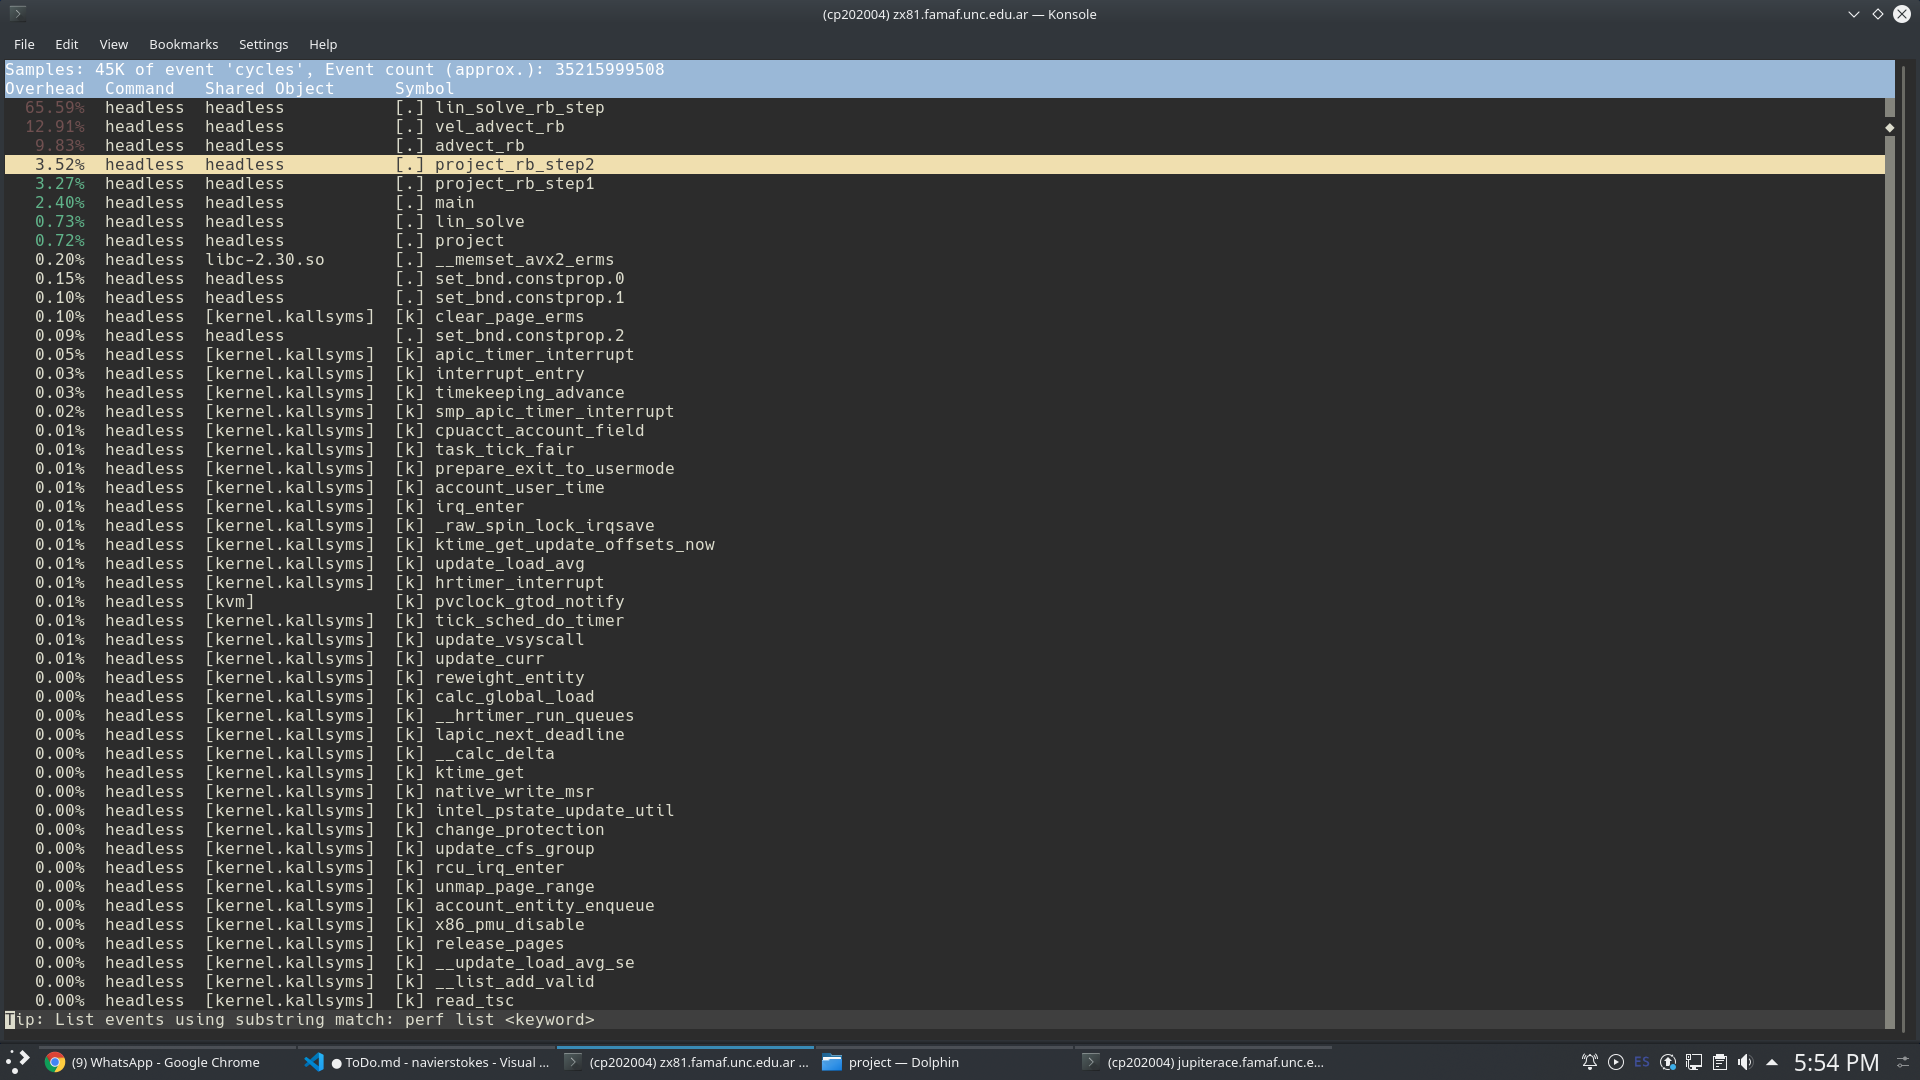 (cp202004) zx81.famaf.unc.edu.ar — Konsole
File Edit View Bookmarks Settings Help
Samples: 45K of event 'cycles', Event count (approx.): 35215999508
Overhead Command Shared Object Symbol
65.59% headless headless [.] lin_solve_rb_step
12.91% headless headless [.] vel_advect_rb
9.83% headless headless [.] advect_rb
3.52% headless headless [.] project_rb_step2
3.27% headless headless [.] project_rb_step1
2.40% headless headless [.] main
0.73% headless headless [.] lin_solve
0.72% headless headless [.] project
0.20% headless libc-2.30.so [.] __memset_avx2_erms
0.15% headless headless [.] set_bnd.constprop.0
0.10% headless headless [.] set_bnd.constprop.1
0.10% headless [kernel.kallsyms] [k] clear_page_erms
0.09% headless headless [.] set_bnd.constprop.2
0.05% headless [kernel.kallsyms] [k] apic_timer_interrupt
0.03% headless [kernel.kallsyms] [k] interrupt_entry
0.03% headless [kernel.kallsyms] [k] timekeeping_advance
0.02% headless [kernel.kallsyms] [k] smp_apic_timer_interrupt
0.01% headless [kernel.kallsyms] [k] cpuacct_account_field
0.01% headless [kernel.kallsyms] [k] task_tick_fair
0.01% headless [kernel.kallsyms] [k] prepare_exit_to_usermode
0.01% headless [kernel.kallsyms] [k] account_user_time
0.01% headless [kernel.kallsyms] [k] irq_enter
0.01% headless [kernel.kallsyms] [k] _raw_spin_lock_irqsave
0.01% headless [kernel.kallsyms] [k] ktime_get_update_offsets_now
0.01% headless [kernel.kallsyms] [k] update_load_avg
0.01% headless [kernel.kallsyms] [k] hrtimer_interrupt
0.01% headless [kvm] [k] pvclock_gtod_notify
0.01% headless [kernel.kallsyms] [k] tick_sched_do_timer
0.01% headless [kernel.kallsyms] [k] update_vsyscall
0.01% headless [kernel.kallsyms] [k] update_curr
0.00% headless [kernel.kallsyms] [k] reweight_entity
0.00% headless [kernel.kallsyms] [k] calc_global_load
0.00% headless [kernel.kallsyms] [k] __hrtimer_run_queues
0.00% headless [kernel.kallsyms] [k] lapic_next_deadline
0.00% headless [kernel.kallsyms] [k] __calc_delta
0.00% headless [kernel.kallsyms] [k] ktime_get
0.00% headless [kernel.kallsyms] [k] native_write_msr
0.00% headless [kernel.kallsyms] [k] intel_pstate_update_util
0.00% headless [kernel.kallsyms] [k] change_protection
0.00% headless [kernel.kallsyms] [k] update_cfs_group
0.00% headless [kernel.kallsyms] [k] rcu_irq_enter
0.00% headless [kernel.kallsyms] [k] unmap_page_range
0.00% headless [kernel.kallsyms] [k] account_entity_enqueue
0.00% headless [kernel.kallsyms] [k] x86_pmu_disable
0.00% headless [kernel.kallsyms] [k] release_pages
0.00% headless [kernel.kallsyms] [k] __update_load_avg_se
0.00% headless [kernel.kallsyms] [k] __list_add_valid
0.00% headless [kernel.kallsyms] [k] read_tsc
Tip: List events using substring match: perf list <keyword>
(9) WhatsApp - Google Chrome ● ToDo.md - navierstokes - Visual ... (cp202004) zx81.famaf.unc.edu.ar ... project — Dolphin (cp202004) jupiterace.famaf.unc.e... ES 5:54 PM